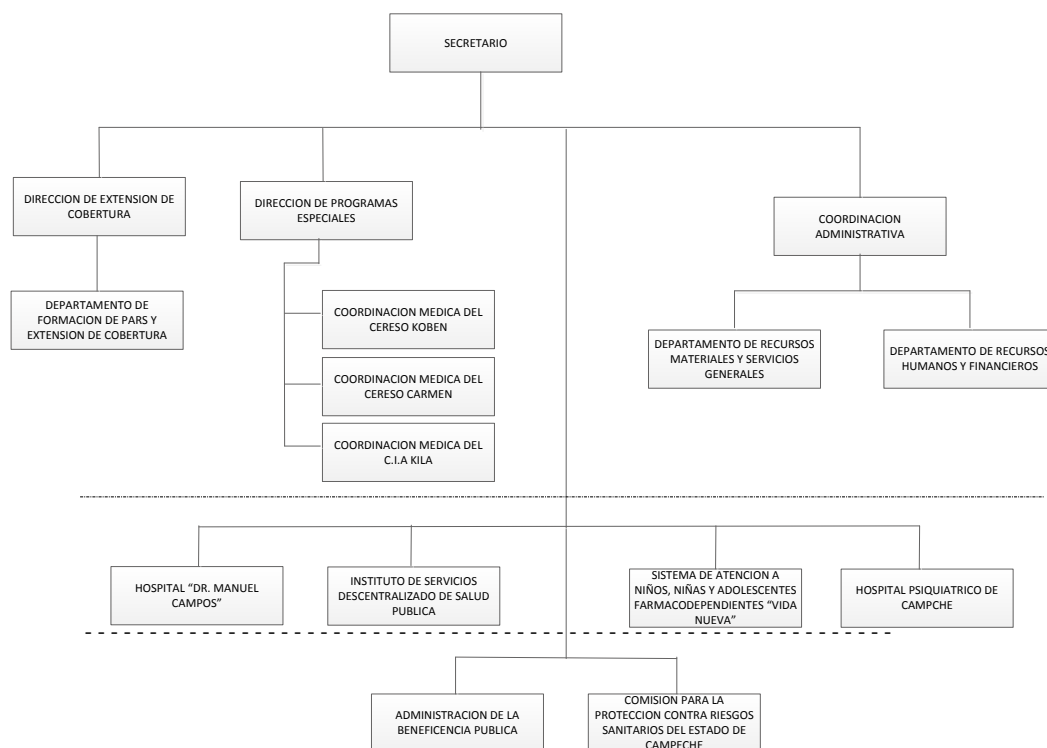 SECRETARIO
DIRECCION DE EXTENSION DE
COBERTURA
DIRECCION DE PROGRAMAS
ESPECIALES
COORDINACION
ADMINISTRATIVA
DEPARTAMENTO DE
FORMACION DE PARS Y
EXTENSION DE COBERTURA
COORDINACION MEDICA DEL
CERESO KOBEN
DEPARTAMENTO DE RECURSOS
MATERIALES Y SERVICIOS
GENERALES
DEPARTAMENTO DE RECURSOS
HUMANOS Y FINANCIEROS
COORDINACION MEDICA DEL
CERESO CARMEN
COORDINACION MEDICA DEL
C.I.A KILA
HOSPITAL “DR. MANUEL
CAMPOS”
INSTITUTO DE SERVICIOS
DESCENTRALIZADO DE SALUD
PUBLICA
SISTEMA DE ATENCION A
NIÑOS, NIÑAS Y ADOLESCENTES
FARMACODEPENDIENTES “VIDA
NUEVA”
HOSPITAL PSIQUIATRICO DE
CAMPCHE
ADMINISTRACION DE LA
BENEFICENCIA PUBLICA
COMISION PARA LA
PROTECCION CONTRA RIESGOS
SANITARIOS DEL ESTADO DE
CAMPECHE